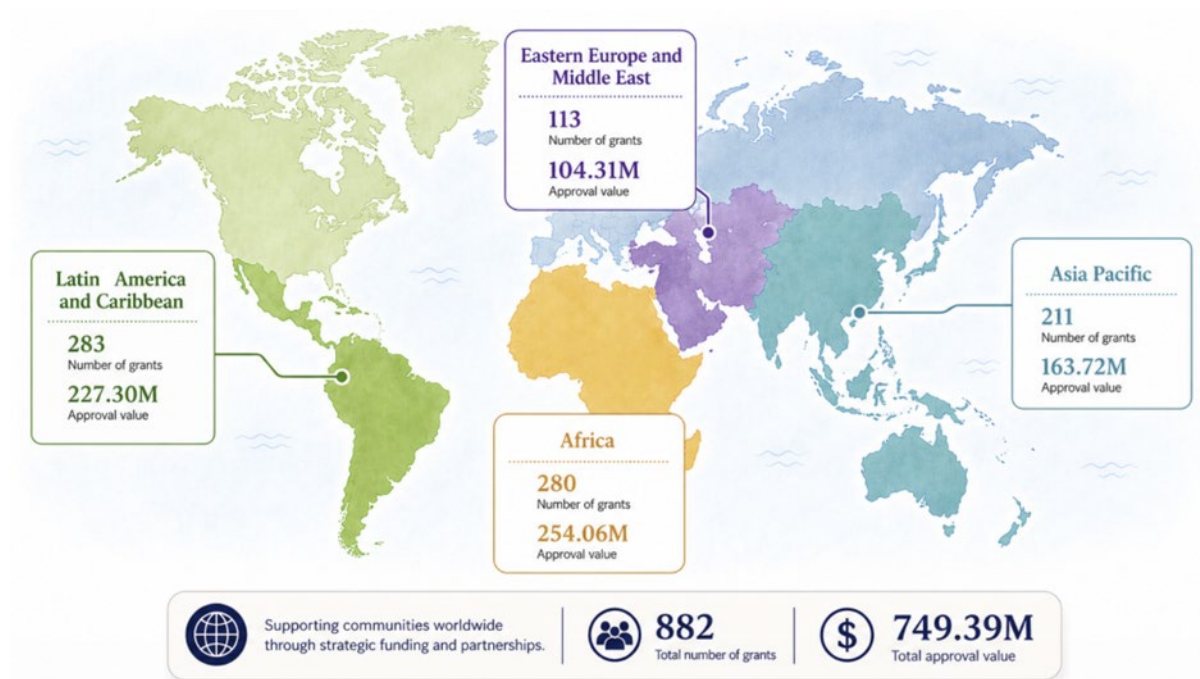 Eastern Europe and
Middle East
113
Number of grants
104.31M
Approval value
Latin America
and Caribbean
283
Number of grants
227.30M
Approval value
Asia Pacific
211
Number of grants
163.72M
Approval value
Africa
280
Number of grants
254.06M
Approval value
Supporting communities worldwide
through strategic funding and partnerships.
882
Total number of grants
$
749.39M
Total approval value